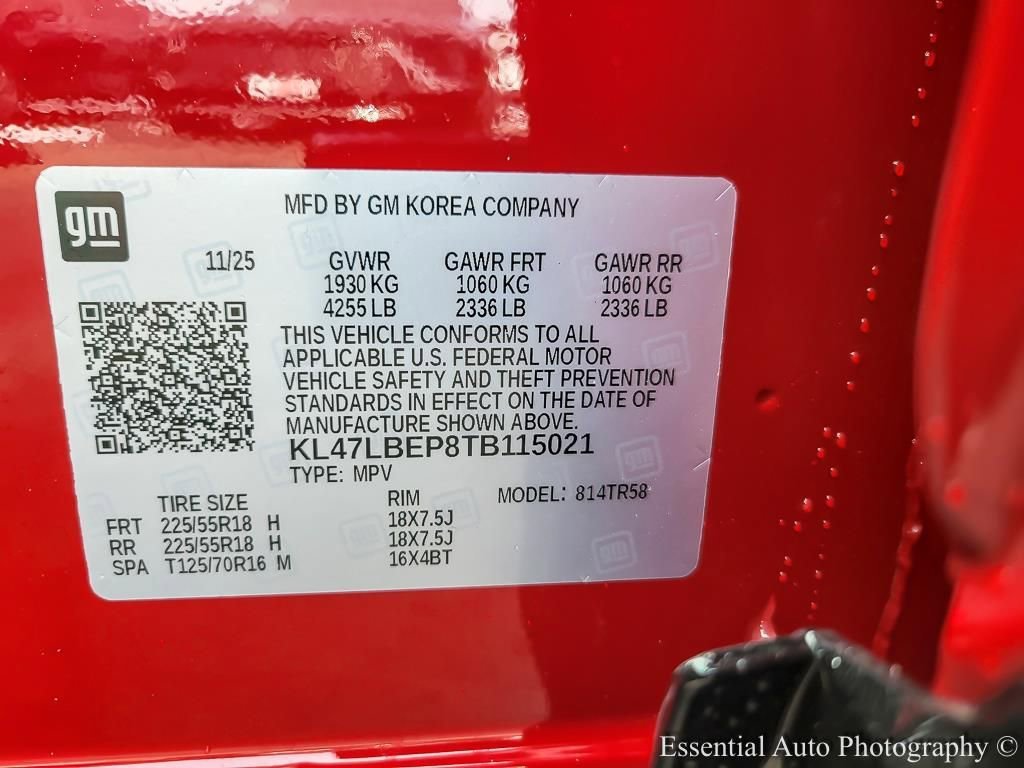 gm
MFD BY GM KOREA COMPANY
11/25 GVWR GAWR FRT GAWR RR
1930 KG 1060 KG 1060 KG
4255 LB 2336 LB 2336 LB
THIS VEHICLE CONFORMS TO ALL
APPLICABLE U.S. FEDERAL MOTOR
VEHICLE SAFETY AND THEFT PREVENTION
STANDARDS IN EFFECT ON THE DATE OF
MANUFACTURE SHOWN ABOVE.
KL47LBEP8TB115021
TYPE: MPV
TIRE SIZE RIM MODEL: 814TR58
FRT 225/55R18 H 18X7.5J
RR 225/55R18 H 18X7.5J
SPA T125/70R16 M 16X4BT
Essential Auto Photography ©